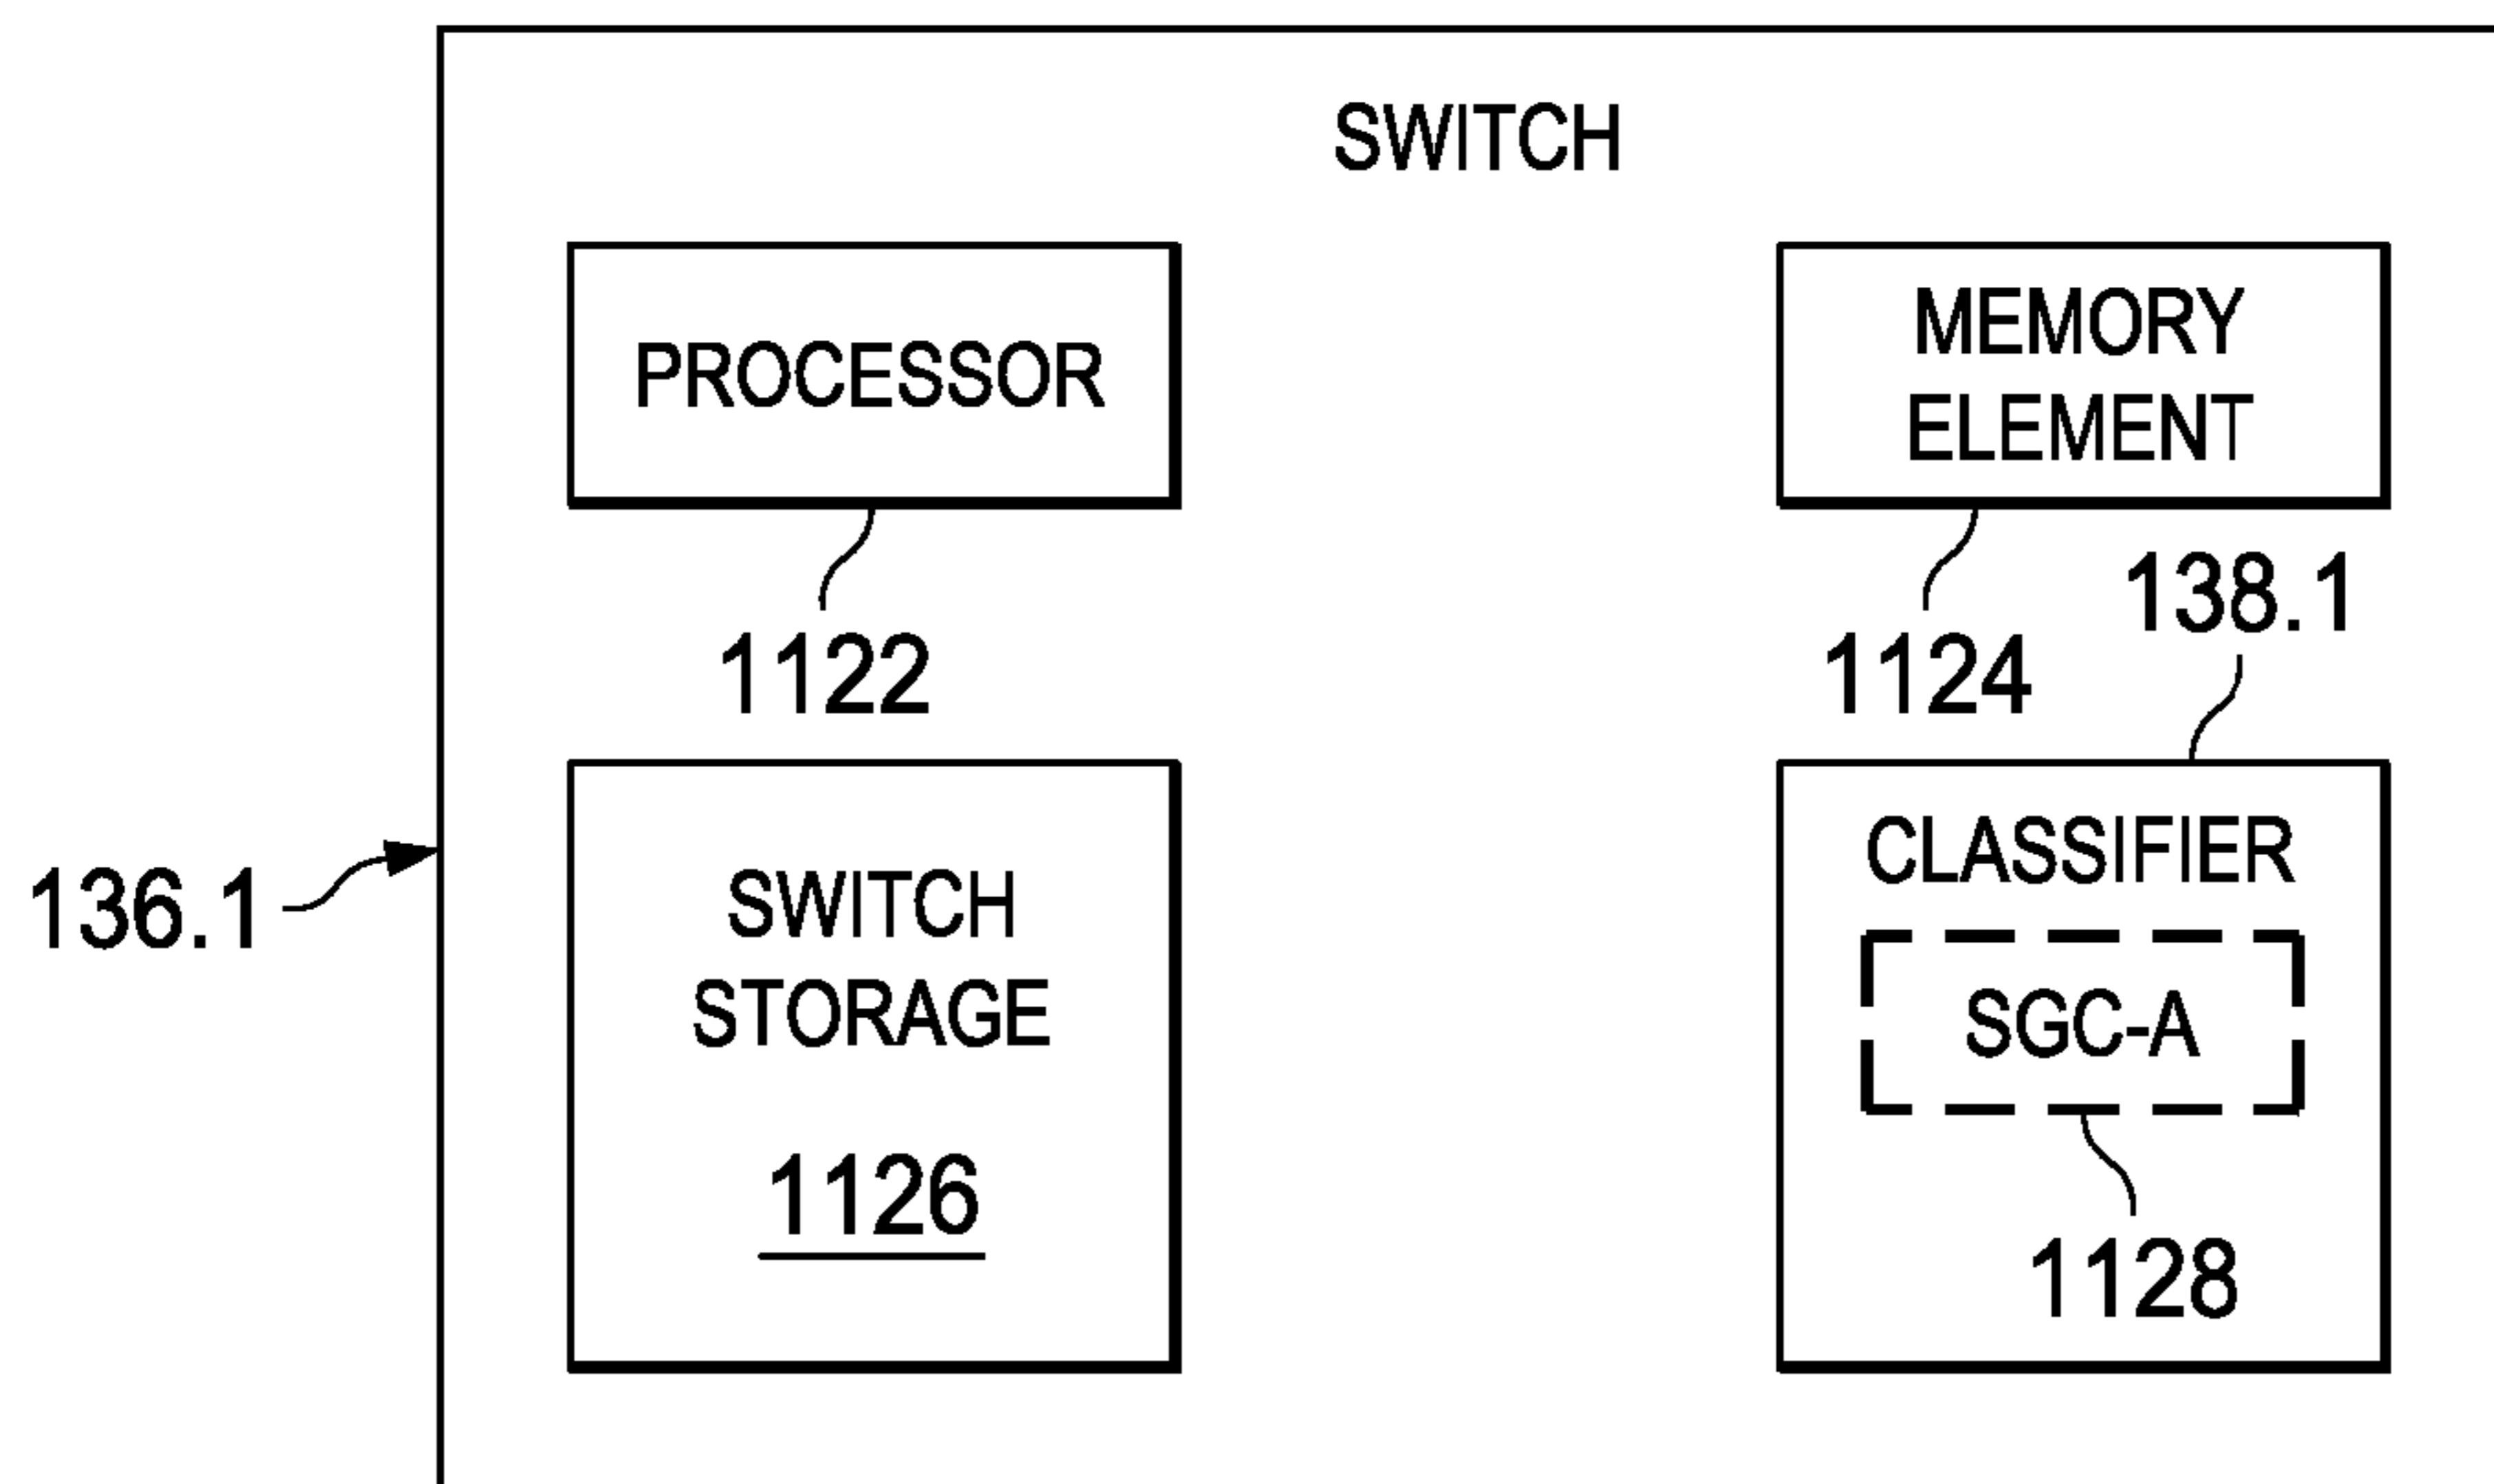 SWITCH
PROCESSOR
MEMORY
ELEMENT
1122
1124
138.1
136.1
SWITCH
STORAGE
1126
CLASSIFIER
SGC-A
1128